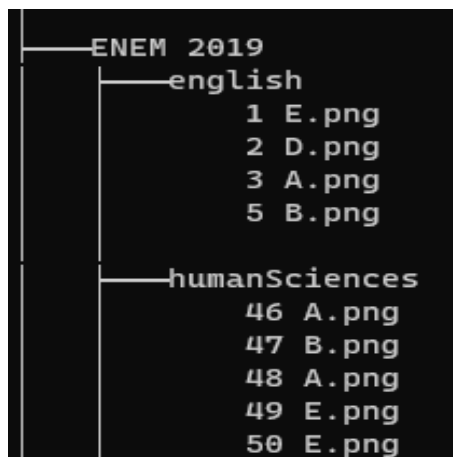 ENEM 2019
english
1 E.png
2 D.png
3 A.png
5 B.png
humanSciences
46 A.png
47 B.png
48 A.png
49 E.png
50 E.png